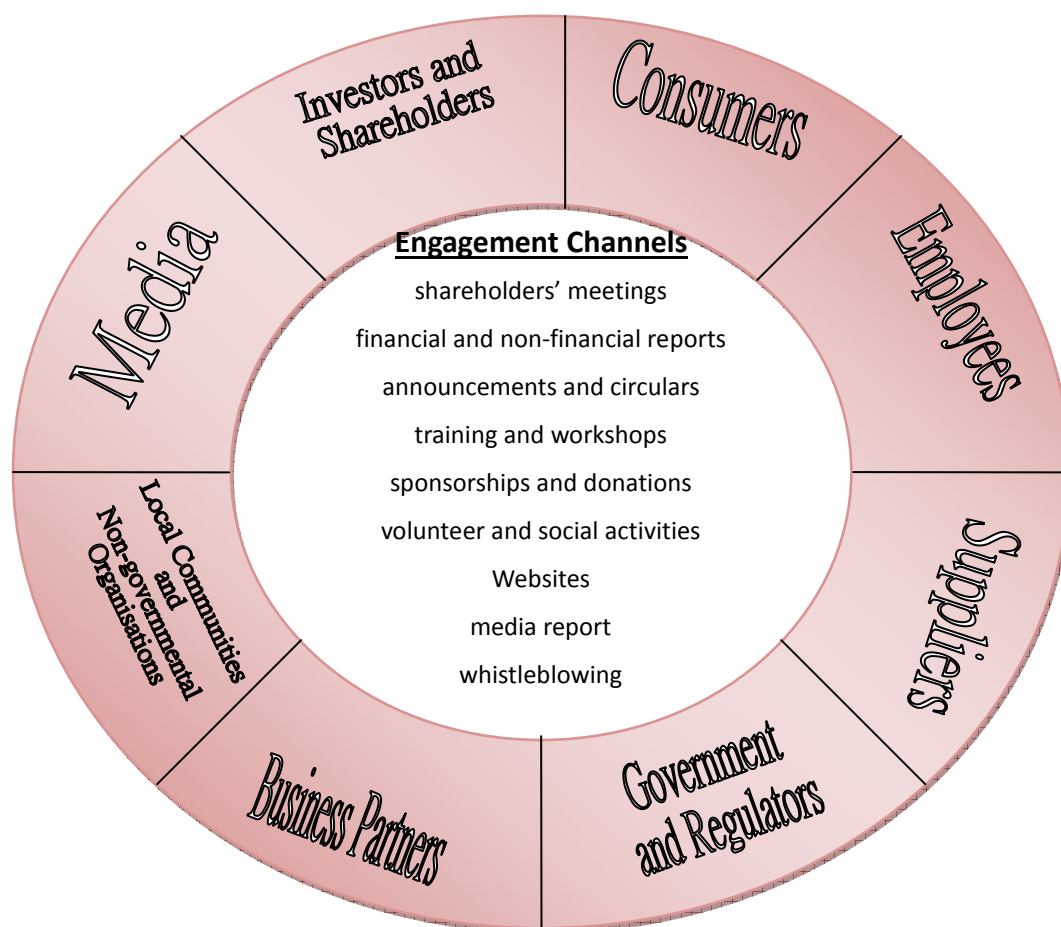 Investors and
Shareholders
Consumers
Employees
Suppliers
Government
and Regulators
Business Partners
Local Communities
and
Non-governmental
Organisations
Media
Engagement Channels
shareholders’ meetings
financial and non-financial reports
announcements and circulars
training and workshops
sponsorships and donations
volunteer and social activities
Websites
media report
whistleblowing